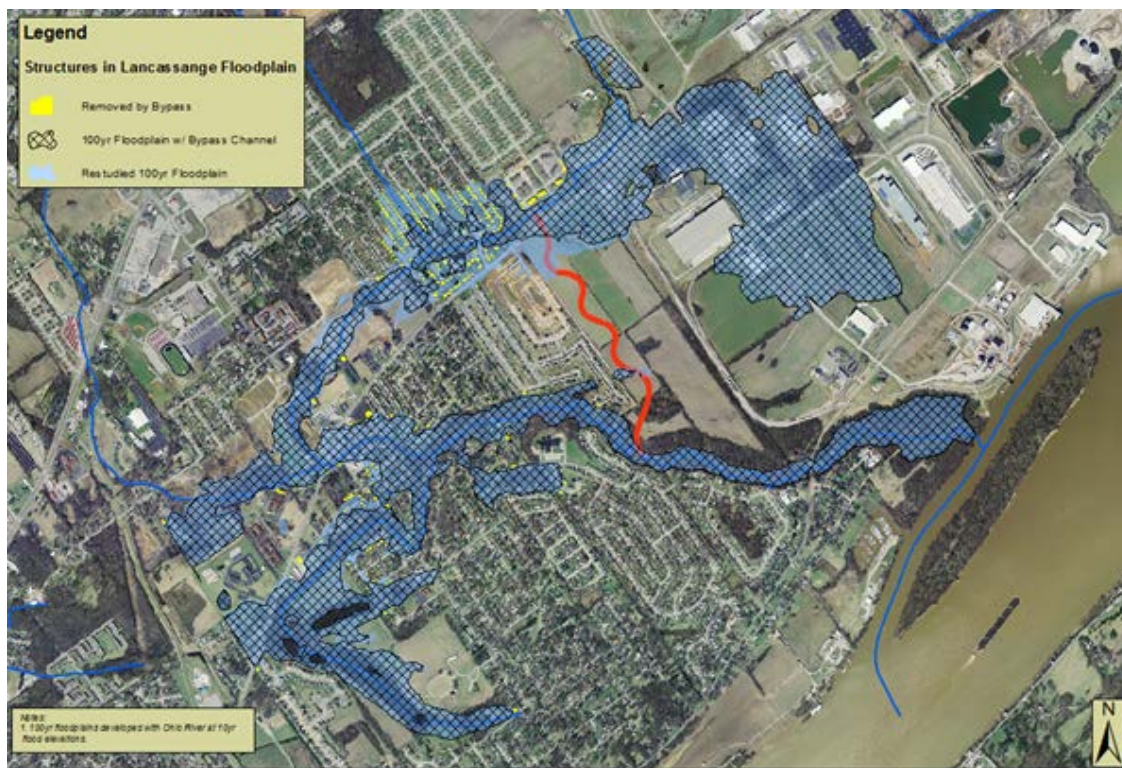 Legend
Structures in Lancassange Floodplain
Removed by Bypass
100yr Floodplain w/ Bypass Channel
Restudied 100yr Floodplain
Notes:
1. 100yr floodplains developed with Ohio River at 10yr
flood elevations.
N